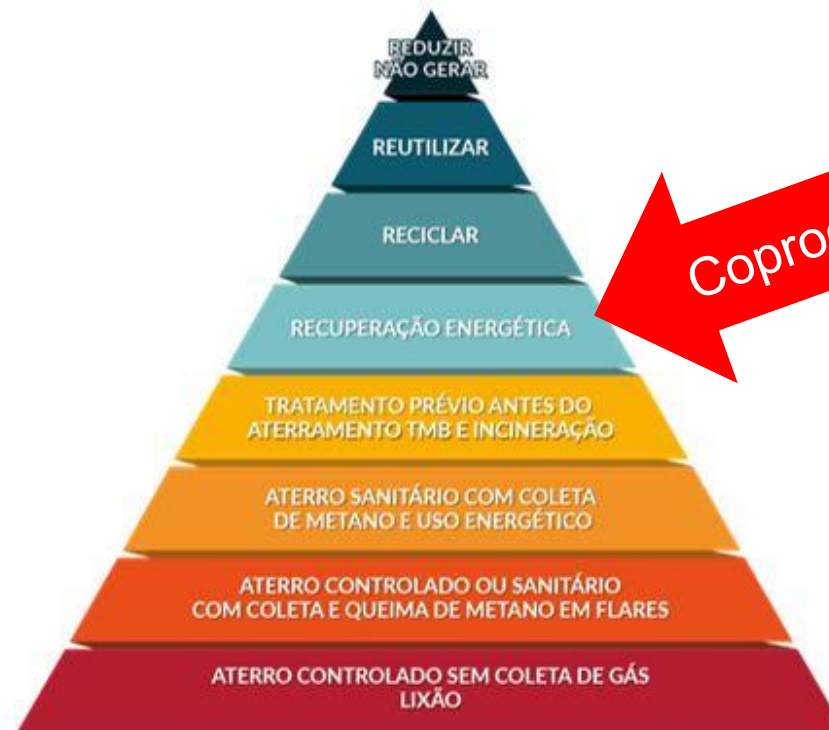 REDUZIR
NÃO GERAR
REUTILIZAR
RECICLAR
Coproc
RECUPERAÇÃO ENERGÉTICA
TRATAMENTO PRÉVIO ANTES DO
ATERRAMENTO TMB E INCINERAÇÃO
ATERRO SANITÁRIO COM COLETA
DE METANO E USO ENERGÉTICO
ATERRO CONTROLADO OU SANITÁRIO
COM COLETA E QUEIMA DE METANO EM FLARES
ATERRO CONTROLADO SEM COLETA DE GÁS
LIXÃO